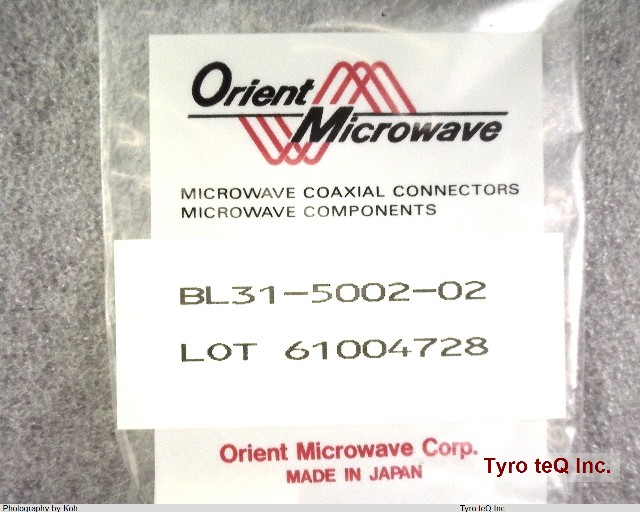 Orient
Microwave
MICROWAVE COAXIAL CONNECTORS
MICROWAVE COMPONENTS
BL31-5002-02
LOT 61004728
Orient Microwave Corp.
MADE IN JAPAN
Tyro teQ Inc.
Photography by Koh
Tyro teQ Inc